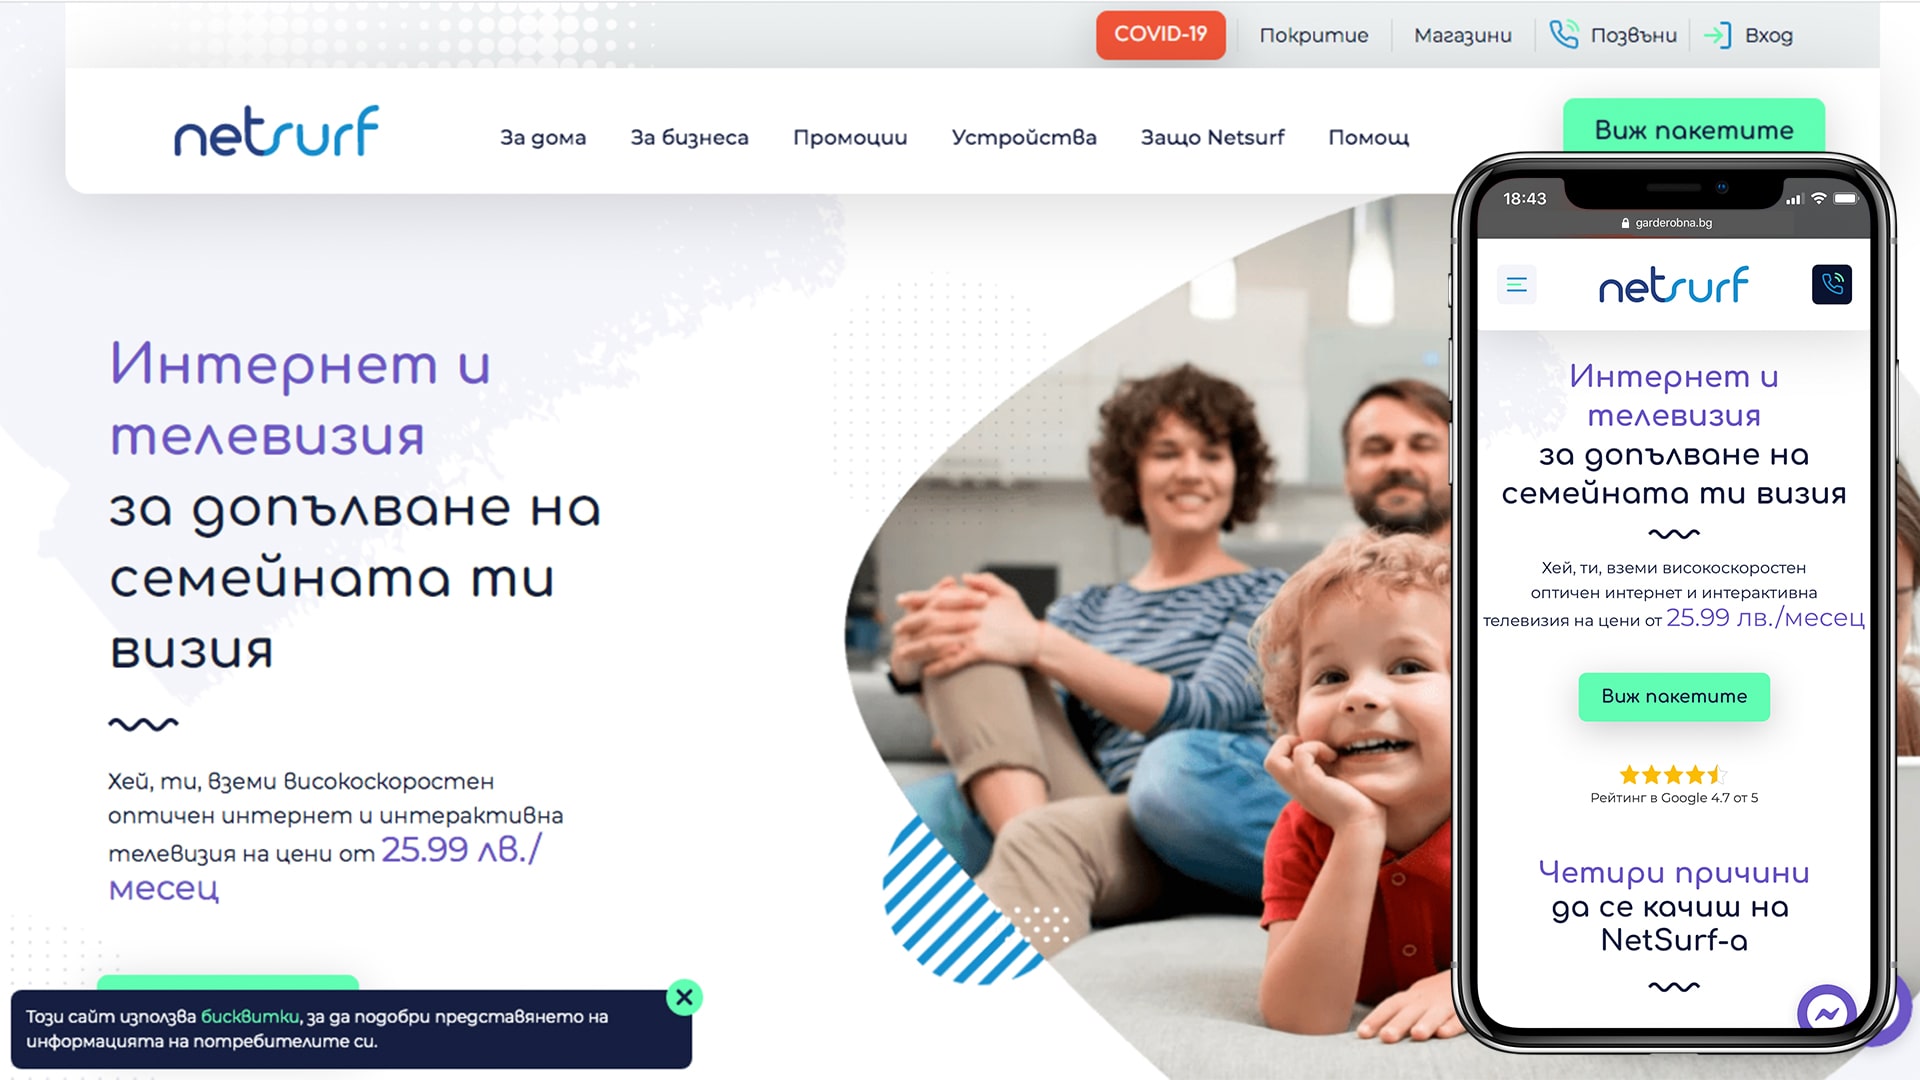 COVID-19 Покритие Магазини Позвъни Вход
netsurf За дома За бизнеса Промоции Устройства Защо Netsurf Помощ Виж пакетите
Интернет и
телевизия
за допълване на
семейната ти
визия
Хей, ти, вземи високоскоростен
оптичен интернет и интерактивна
телевизия на цени от 25.99 лв./
месец
Този сайт използва бисквитки, за да подобри представянето на
информацията на потребителите си.
18:43
garderobna.bg
netsurf
Интернет и
телевизия
за допълване на
семейната ти визия
Хей, ти, вземи високоскоростен
оптичен интернет и интерактивна
телевизия на цени от 25.99 лв./месец
Виж пакетите
Рейтинг в Google 4.7 от 5
Четири причини
да се качиш на
NetSurf-а